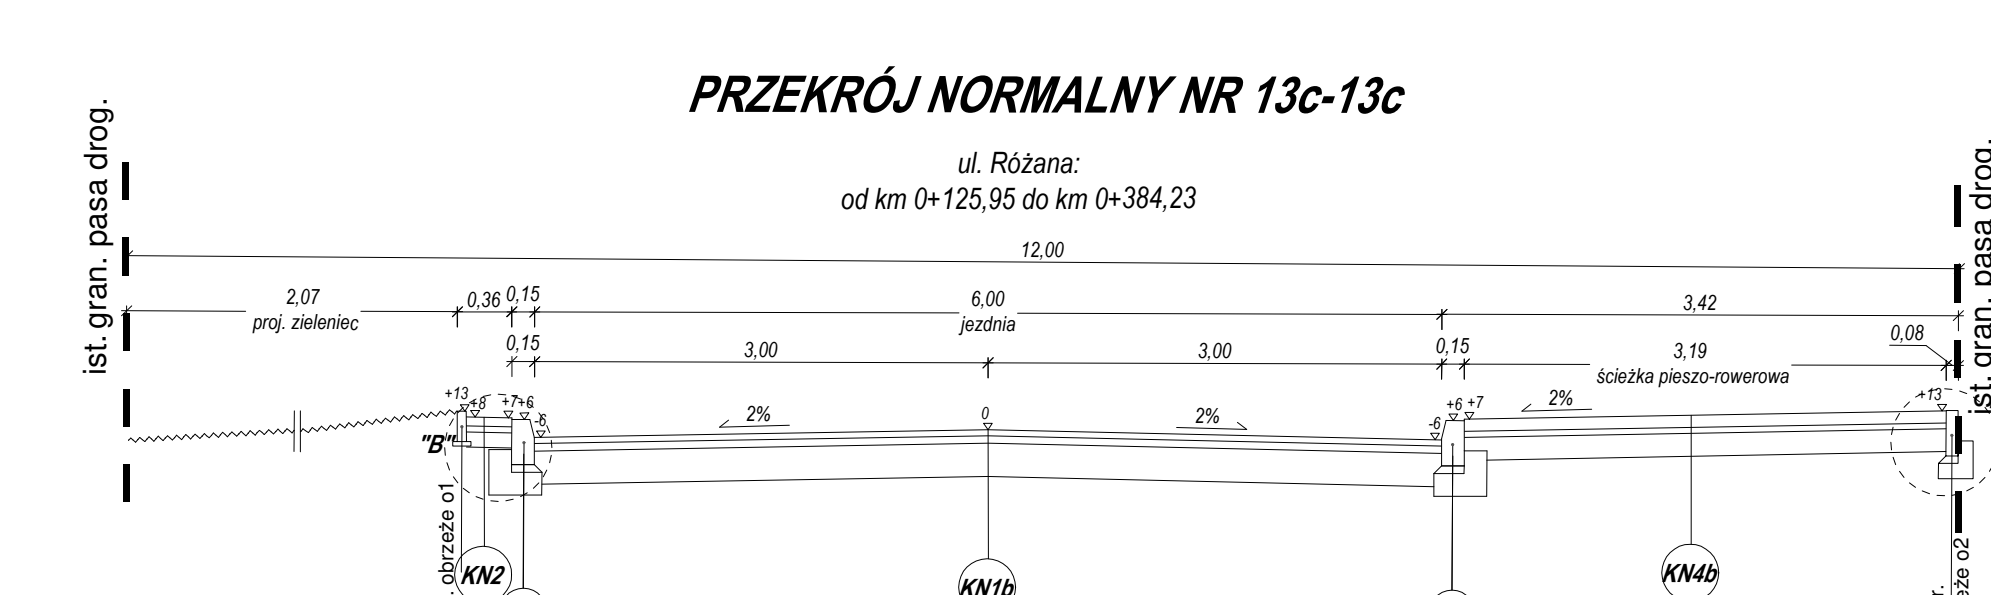 PRZEKRÓJ NORMALNY NR 13c-13c
ul. Różana:
od km 0+125,95 do km 0+384,23
ist. gran. pasa drog.
ist. gran. pasa drog.
12,00
2,07
0,36
0,15
6,00
3,42
proj. zieleniec
jezdnia
0,15
3,00
3,00
0,15
3,19
0,08
ścieżka pieszo-rowerowa
+13
+8
+7
+6
-6
2%
0
2%
-6
+6
+7
2%
+13
"B"
obrzeże o1
KN2
KN1b
KN4b